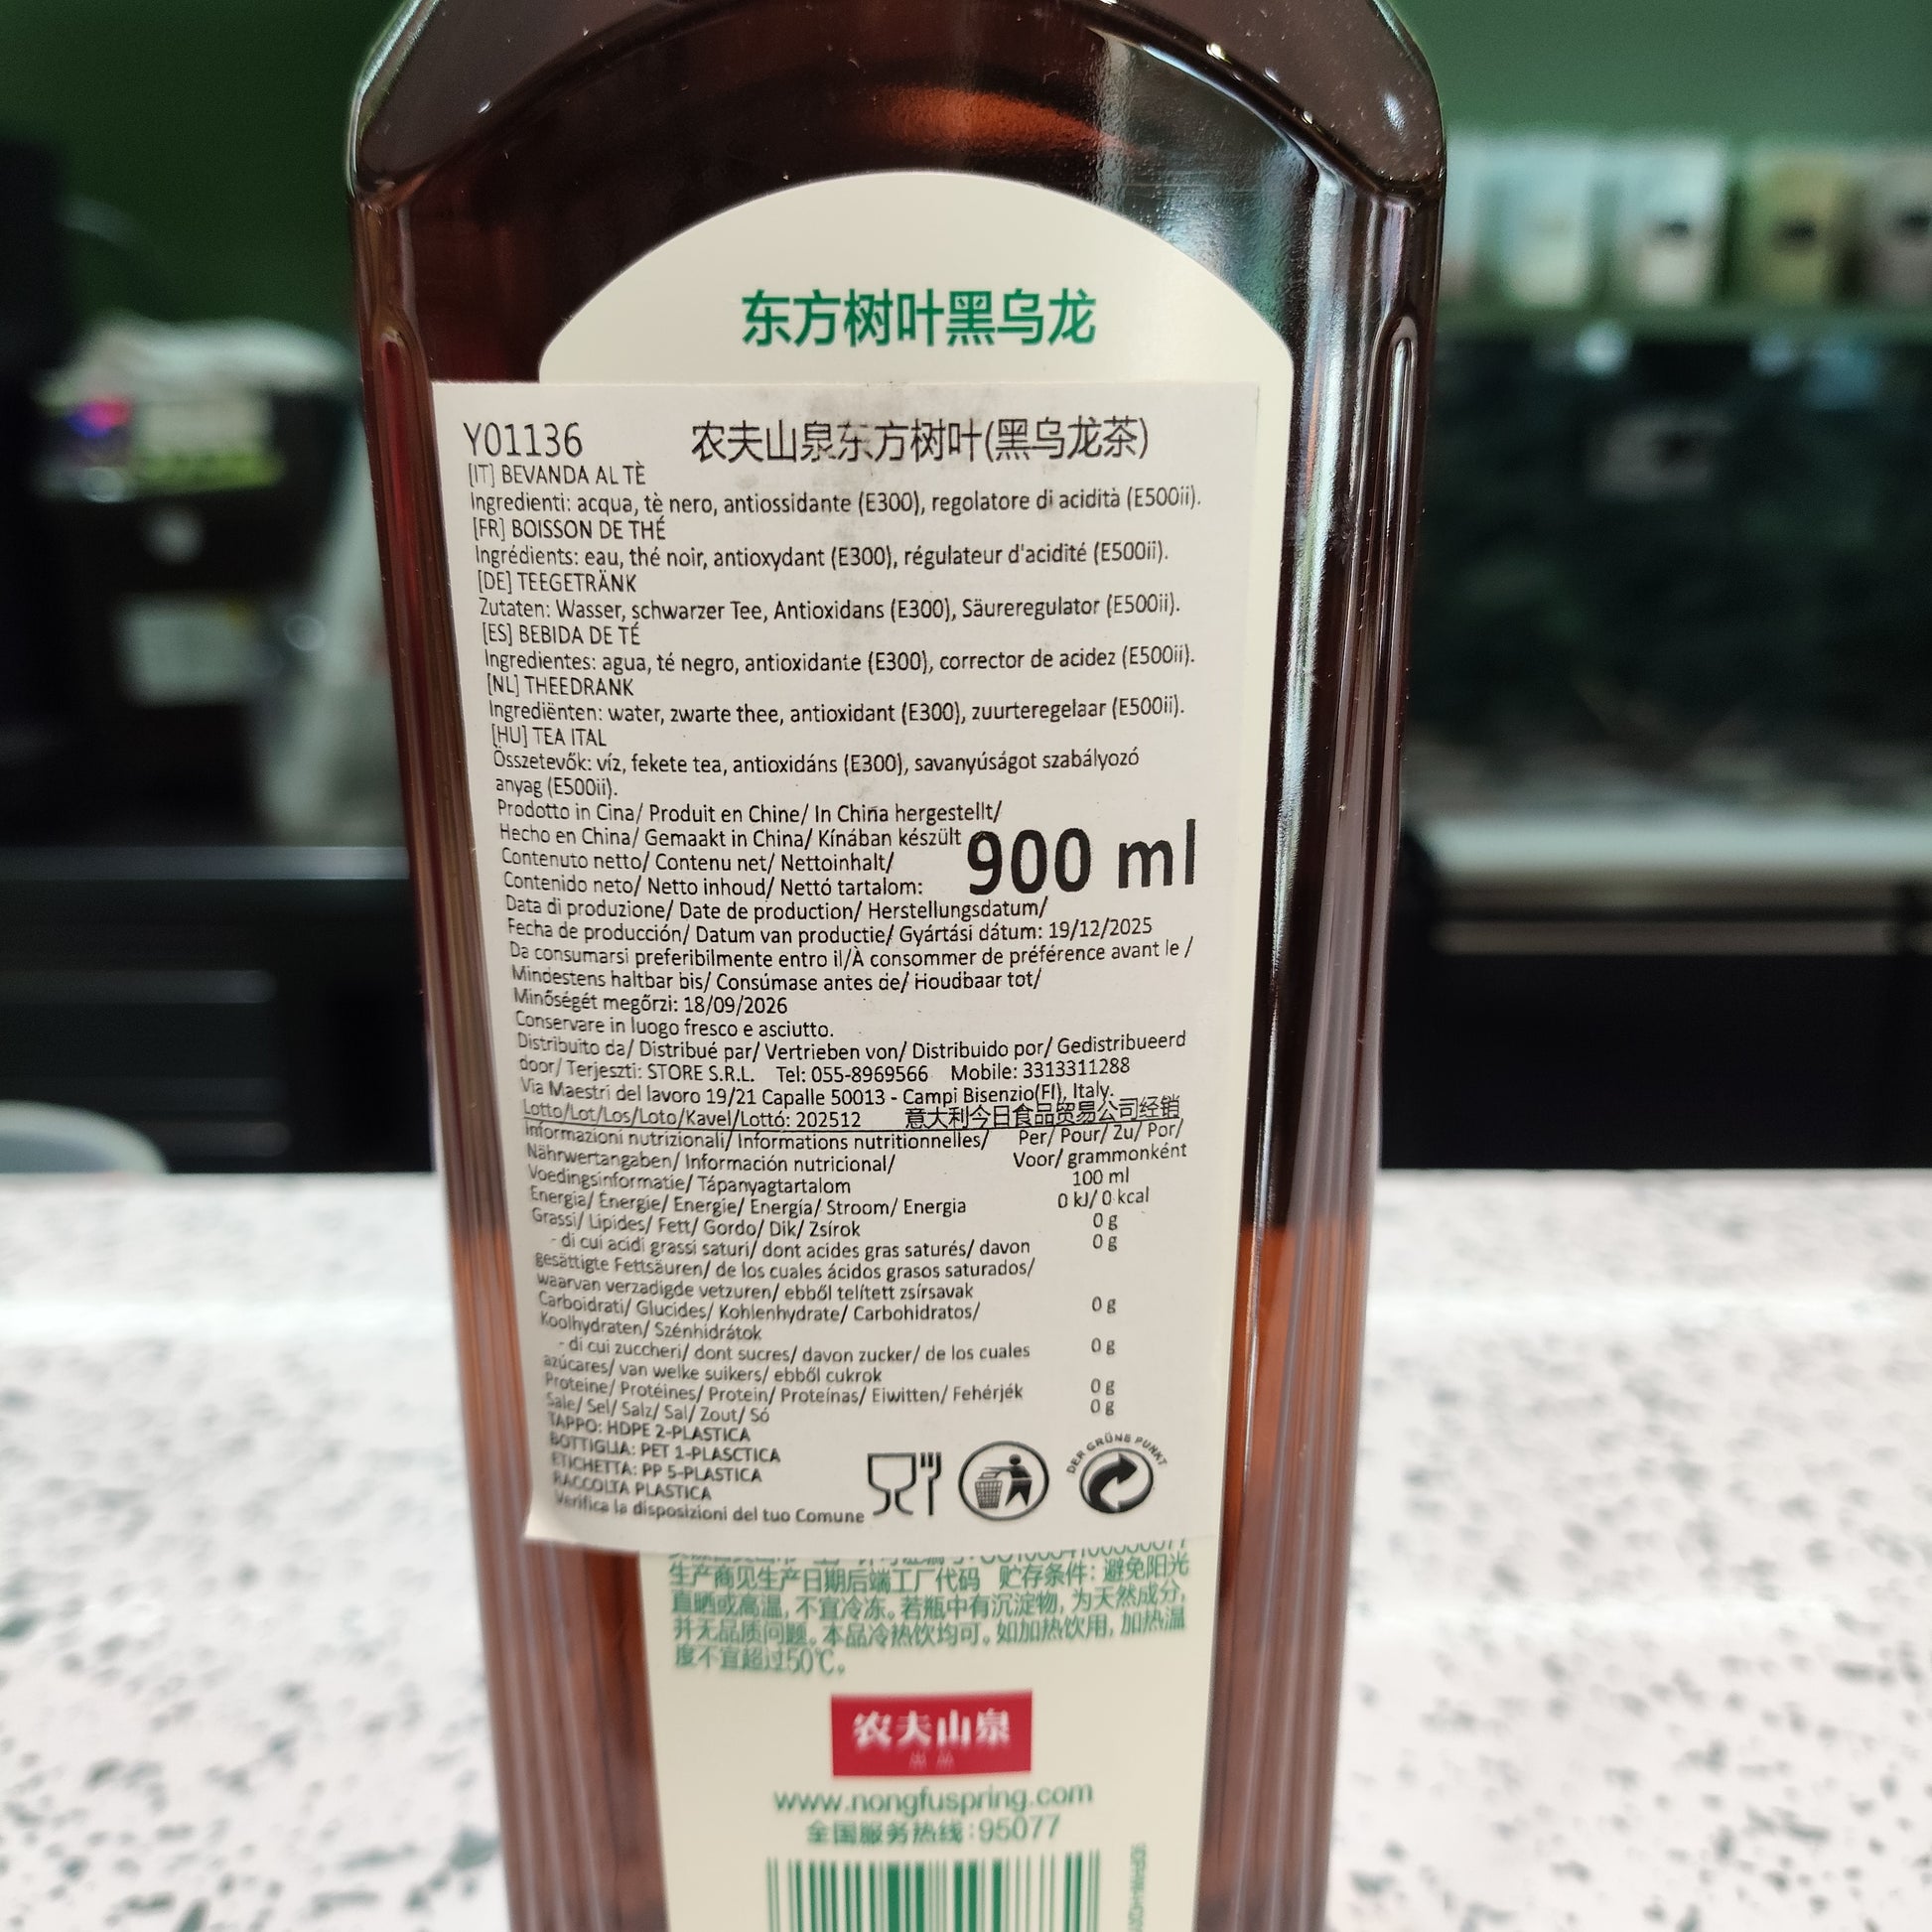 东方树叶黑乌龙
Y01136 农夫山泉东方树叶(黑乌龙茶)
[IT] BEVANDA AL TÈ
Ingredienti: acqua, tè nero, antiossidante (E300), regolatore di acidità (E500ii).
[FR] BOISSON DE THÉ
Ingrédients: eau, thé noir, antioxydant (E300), régulateur d'acidité (E500ii).
[DE] TEEGETRÄNK
Zutaten: Wasser, schwarzer Tee, Antioxidans (E300), Säureregulator (E500ii).
[ES] BEBIDA DE TÉ
Ingredientes: agua, té negro, antioxidante (E300), corrector de acidez (E500ii).
[NL] THEEDRANK
Ingrediënten: water, zwarte thee, antioxidant (E300), zuurteregelaar (E500ii).
[HU] TEA ITAL
Összetevők: víz, fekete tea, antioxidáns (E300), savanyúságot szabályozó
anyag (E500ii).
Prodotto in Cina/ Produit en Chine/ In China hergestellt/
Hecho en China/ Gemaakt in China/ Kínában készült
Contenuto netto/ Contenu net/ Nettoinhalt/
Contenido neto/ Netto inhoud/ Nettó tartalom: 900 ml
Data di produzione/ Date de production/ Herstellungsdatum/
Fecha de producción/ Datum van productie/ Gyártási dátum: 19/12/2025
Da consumarsi preferibilmente entro il/À consommer de préférence avant le /
Mindestens haltbar bis/ Consúmase antes de/ Houdbaar tot/
Minőségét megőrzi: 18/09/2026
Conservare in luogo fresco e asciutto.
Distribuito da/ Distribué par/ Vertrieben von/ Distribuido por/ Gedistribueerd
door/ Terjeszti: STORE S.R.L. Tel: 055-8969566 Mobile: 3313311288
Via Maestri del lavoro 19/21 Capalle 50013 - Campi Bisenzio(FI), Italy.
Lotto/Lot/Los/Loto/Kavel/Lottó: 202512 意大利今日食品贸易公司经销
Informazioni nutrizionali/ Informations nutritionnelles/ Per/ Pour/ Zu/ Por/
Nährwertangaben/ Información nutricional/ Voor/ grammonként
Voedingsinformatie/ Tápanyagtartalom 100 ml
Energia/ Énergie/ Energie/ Energía/ Stroom/ Energia 0 kJ/ 0 kcal
Grassi/ Lipides/ Fett/ Gordo/ Dik/ Zsírok 0 g
- di cui acidi grassi saturi/ dont acides gras saturés/ davon 0 g
gesättigte Fettsäuren/ de los cuales ácidos grasos saturados/
waarvan verzadigde vetzuren/ ebből telített zsírsavak
Carboidrati/ Glucides/ Kohlenhydrate/ Carbohidratos/ 0 g
Koolhydraten/ Szénhidrátok
- di cui zuccheri/ dont sucres/ davon zucker/ de los cuales 0 g
azúcares/ van welke suikers/ ebből cukrok
Proteine/ Protéines/ Protein/ Proteínas/ Eiwitten/ Fehérjék 0 g
Sale/ Sel/ Salz/ Sal/ Zout/ Só 0 g
TAPPO: HDPE 2-PLASTICA
BOTTIGLIA: PET 1-PLASCTICA
ETICHETTA: PP 5-PLASTICA
RACCOLTA PLASTICA
Verifica la disposizioni del tuo Comune
DER GRÜNE PUNKT
生产商见生产日期后端工厂代码 贮存条件：避免阳光
直晒或高温，不宜冷冻。若瓶中有沉淀物，为天然成分，
并无品质问题。本品冷热饮均可。如加热饮用，加热温
度不宜超过50℃。
农夫山泉
www.nongfuspring.com
全国服务热线：95077